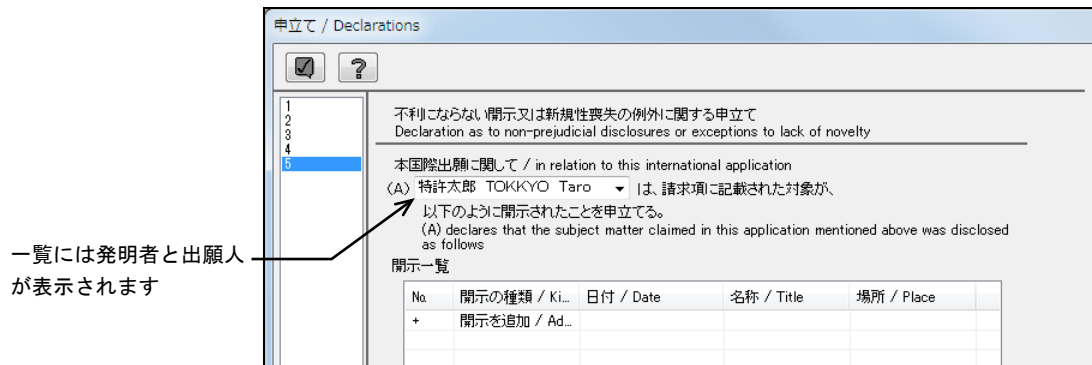 申立て / Declarations
1
2
3
4
5
不利にならない開示又は新規性喪失の例外に関する申立て
Declaration as to non-prejudicial disclosures or exceptions to lack of novelty
本国際出願に関して / in relation to this international application
(A) 特許太郎 TOKKYO Taro は、請求項に記載された対象が、
以下のように開示されたことを申立てる。
(A) declares that the subject matter claimed in this application mentioned above was disclosed
as follows
一覧には発明者と出願人
が表示されます
開示一覧
No. 開示の種類 / Ki... 日付 / Date 名称 / Title 場所 / Place
+ 開示を追加 / Ad...